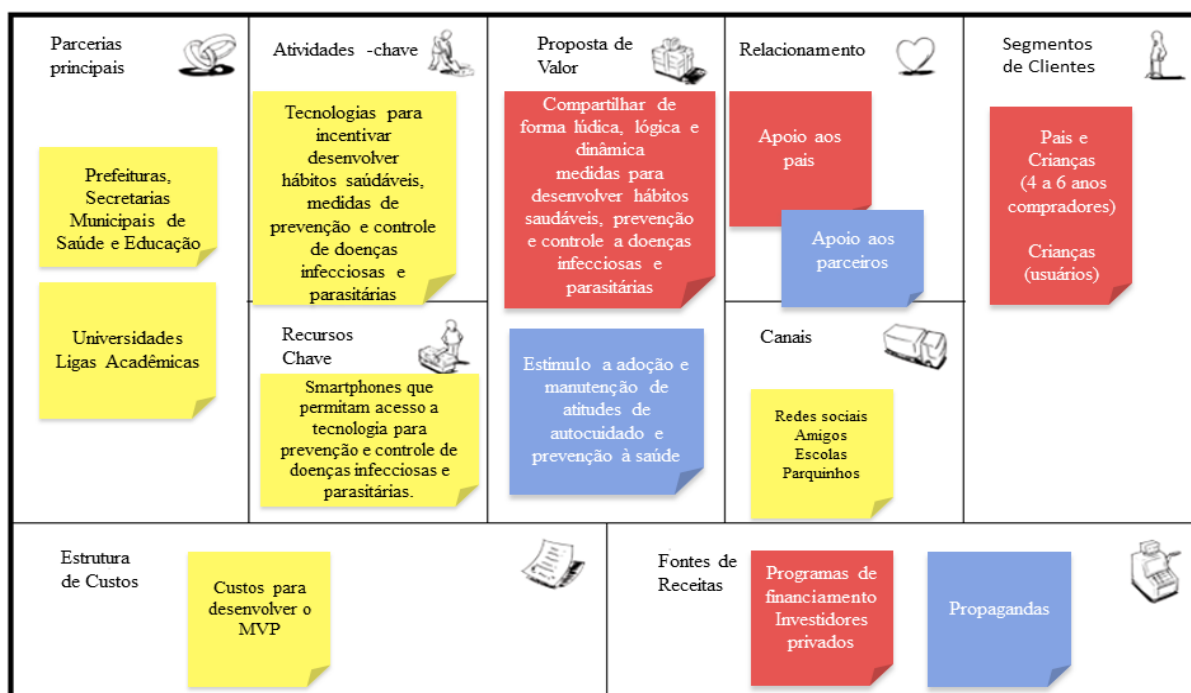 Parcerias
principais
Prefeituras,
Secretarias
Municipais de
Saúde e Educação
Universidades
Ligas Acadêmicas
Atividades -chave
Tecnologias para
incentivar
desenvolver
hábitos saúdáveis,
medidas de
prevenção e controle
de doenças
infecciosas e
parasitárias
Recursos
Chave
Smartphones que
permitam acesso a
tecnologia para
prevenção e controle de
doenças infecciosas e
parasitárias.
Proposta de
Valor
Compartilhar de
forma lúdica, lógica e
dinâmica
medidas para
desenvolver hábitos
saudáveis, prevenção
e controle a doenças
infecciosas e
parasitárias
Estimulo a adoção e
manutenção de
atitudes de
autocuidado e
prevenção à saúde
Relacionamento
Apoio aos
pais
Apoio aos
parceiros
Canais
Redes sociais
Amigos
Escolas
Parquinhos
Segmentos
de Clientes
Pais e
Crianças
(4 a 6 anos
compradores)
Crianças
(usuários)
Estrutura
de Custos
Custos para
desenvolver o
MVP
Fontes de
Receitas
Programas de
financiamento
Investidores
privados
Propagandas